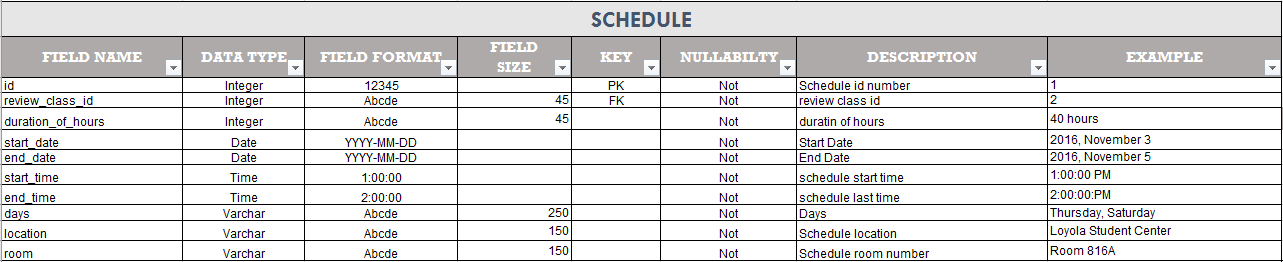 SCHEDULE
FIELD NAME DATA TYPE FIELD FORMAT FIELD SIZE KEY NULLABILTY DESCRIPTION EXAMPLE
id Integer 12345 PK Not Schedule id number 1
review_class_id Integer Abcde 45 FK Not review class id 2
duration_of_hours Integer Abcde 45 Not duratin of hours 40 hours
start_date Date YYYY-MM-DD Not Start Date 2016, November 3
end_date Date YYYY-MM-DD Not End Date 2016, November 5
start_time Time 1:00:00 Not schedule start time 1:00:00 PM
end_time Time 2:00:00 Not schedule last time 2:00:00:PM
days Varchar Abcde 250 Not Days Thursday, Saturday
location Varchar Abcde 150 Not Schedule location Loyola Student Center
room Varchar Abcde 150 Not Schedule room number Room 816A